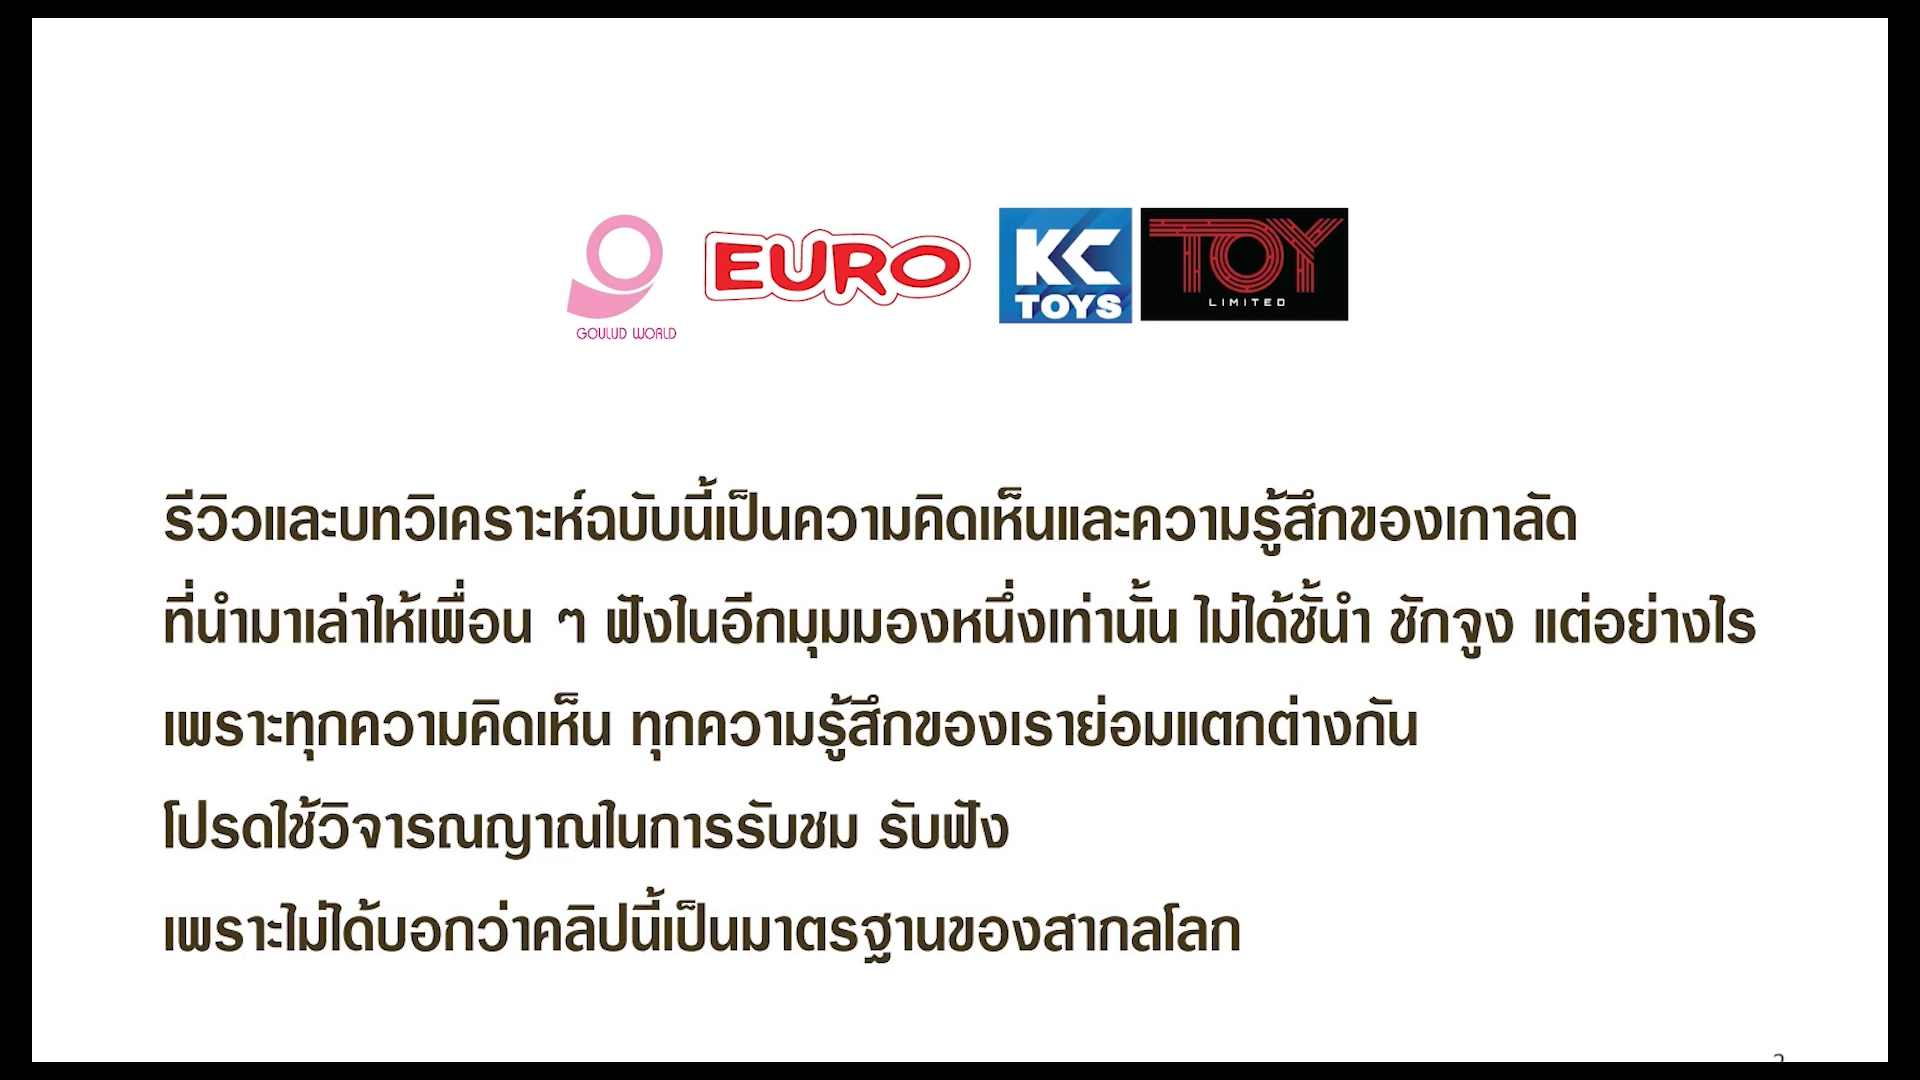 GOULUD WORLD
EURO
KC TOYS
TOY LIMITED
รีวิวและบทวิเคราะห์ฉบับนี้เป็นความคิดเห็นและความรู้สึกของเกาลัด
ที่นำมาเล่าให้เพื่อน ๆ ฟังในอีกมุมมองหนึ่งเท่านั้น ไม่ได้ชั้นำ ชักจูง แต่อย่างไร
เพราะทุกความคิดเห็น ทุกความรู้สึกของเราย่อมแตกต่างกัน
โปรดใช้วิจารณญาณในการรับชม รับฟัง
เพราะไม่ได้บอกว่าคลิปนี้เป็นมาตรฐานของสากลโลก